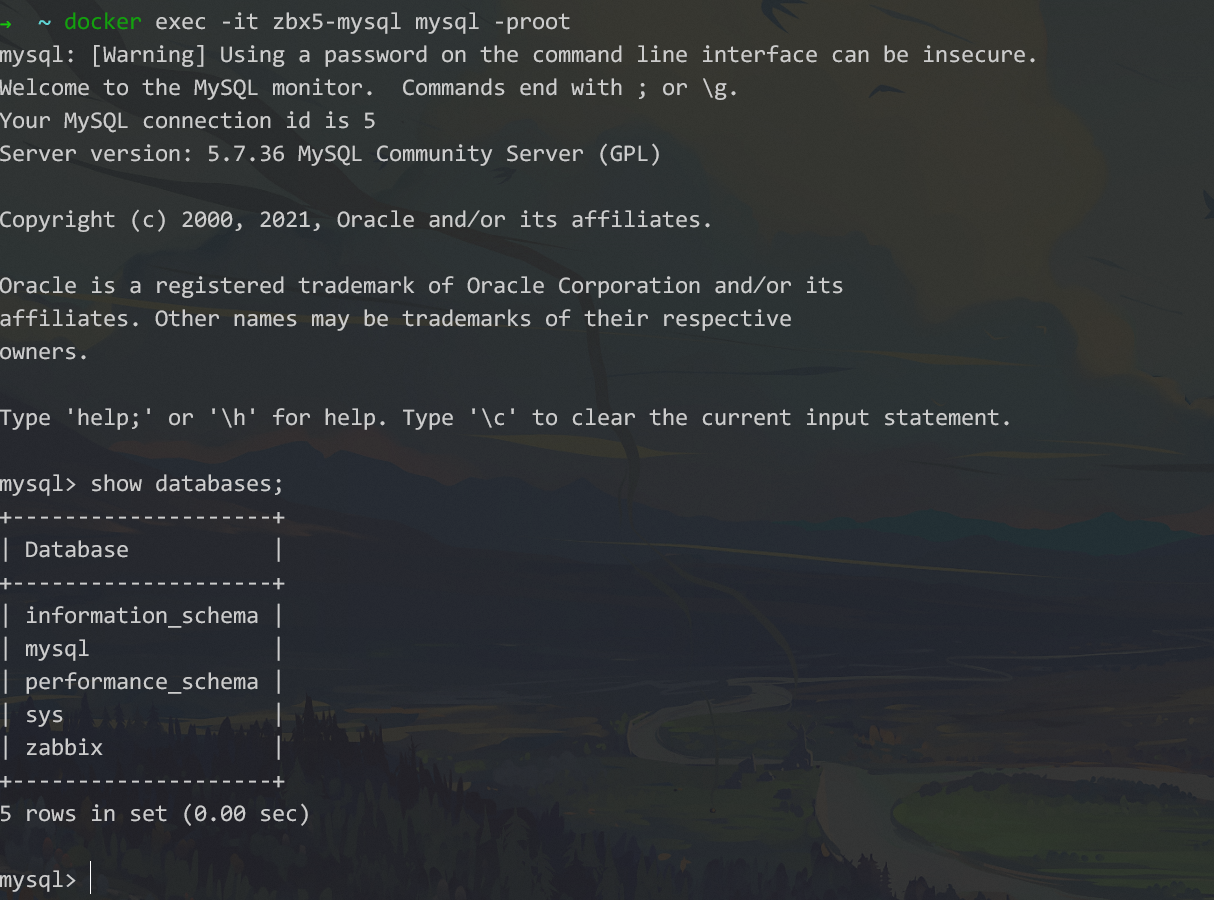 → ~ docker exec -it zbx5-mysql mysql -proot
mysql: [Warning] Using a password on the command line interface can be insecure.
Welcome to the MySQL monitor.  Commands end with ; or \g.
Your MySQL connection id is 5
Server version: 5.7.36 MySQL Community Server (GPL)

Copyright (c) 2000, 2021, Oracle and/or its affiliates.

Oracle is a registered trademark of Oracle Corporation and/or its
affiliates. Other names may be trademarks of their respective
owners.

Type 'help;' or '\h' for help. Type '\c' to clear the current input statement.

mysql> show databases;
+--------------------+
| Database           |
+--------------------+
| information_schema |
| mysql              |
| performance_schema |
| sys                |
| zabbix             |
+--------------------+
5 rows in set (0.00 sec)

mysql>